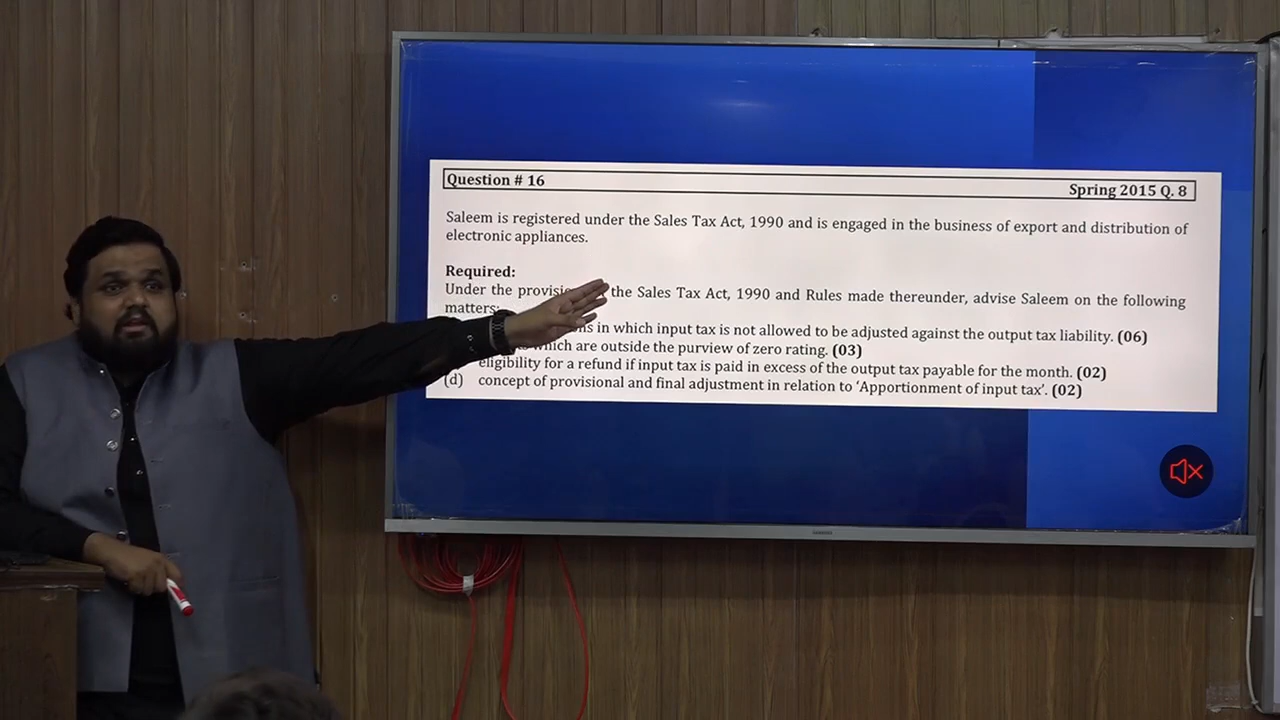 Question # 16
Spring 2015 Q. 8
Saleem is registered under the Sales Tax Act, 1990 and is engaged in the business of export and distribution of
electronic appliances.
Required:
Under the the Sales Tax Act, 1990 and Rules made thereunder, advise Saleem on the following
matters:
in which input tax is not allowed to be adjusted against the output tax liability. (06)
which are outside the purview of zero rating. (03)
eligibility for a refund if input tax is paid in excess of the output tax payable for the month. (02)
(d) concept of provisional and final adjustment in relation to ‘Apportionment of input tax’. (02)